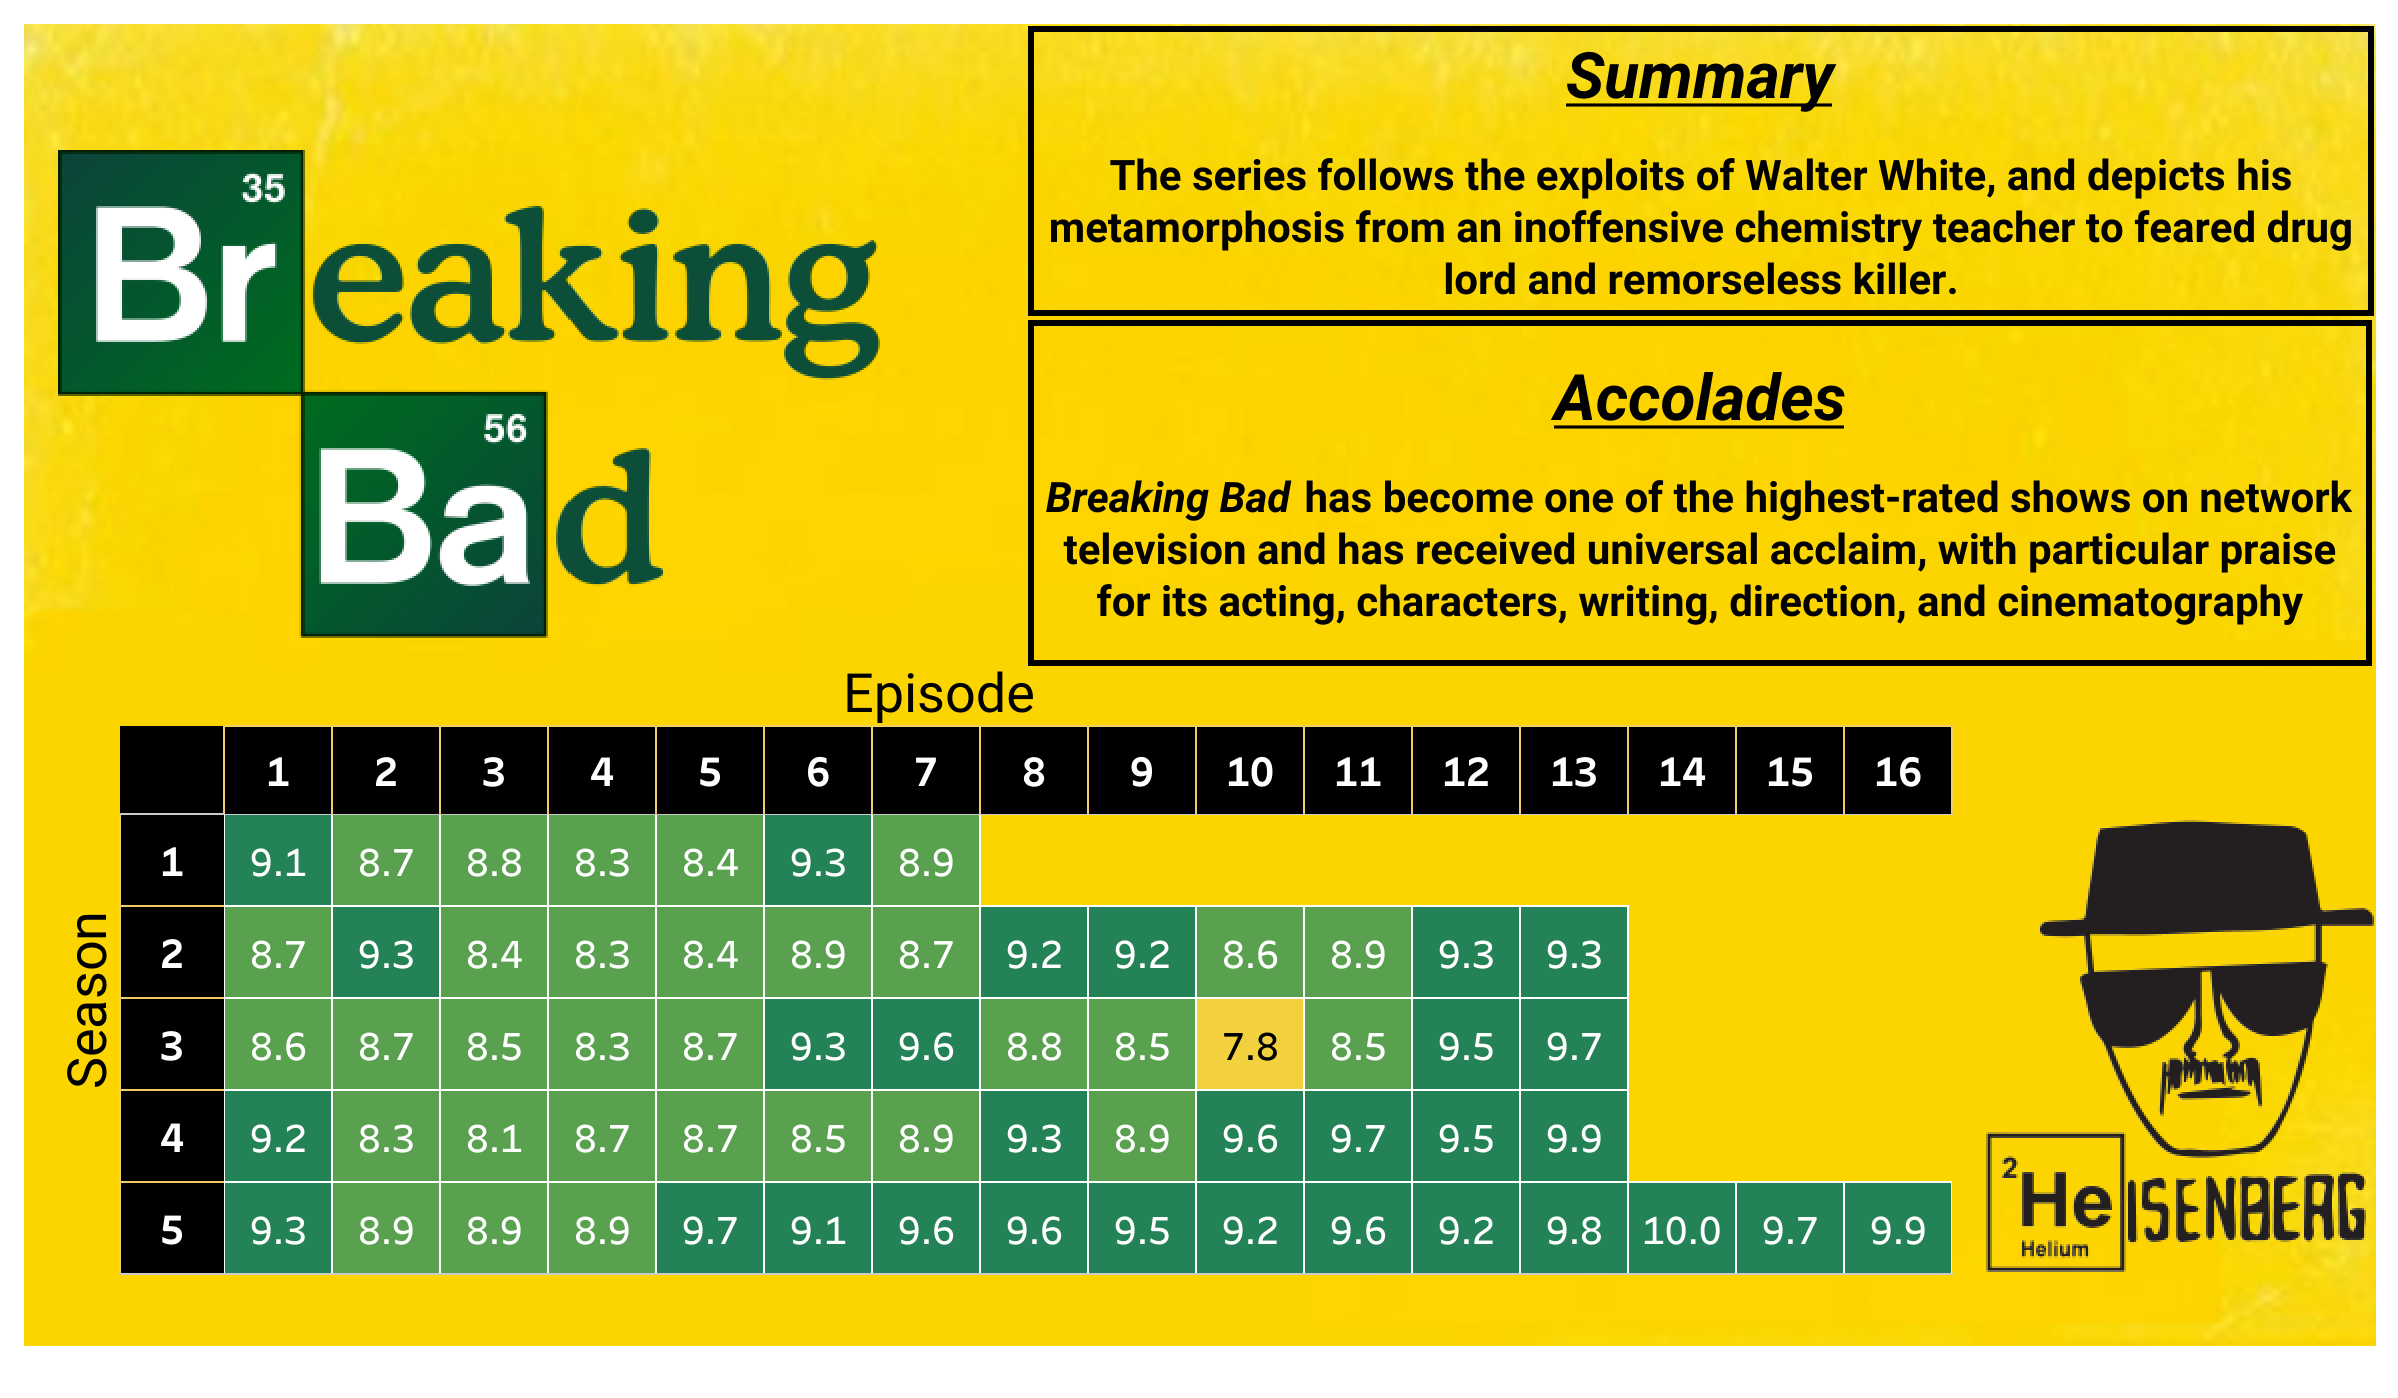 35
Breaking
56
Bad
Summary
The series follows the exploits of Walter White, and depicts his
metamorphosis from an inoffensive chemistry teacher to feared drug
lord and remorseless killer.
Accolades
Breaking Bad has become one of the highest-rated shows on network
television and has received universal acclaim, with particular praise
for its acting, characters, writing, direction, and cinematography
Episode
1 2 3 4 5 6 7 8 9 10 11 12 13 14 15 16
Season
1 9.1 8.7 8.8 8.3 8.4 9.3 8.9
2 8.7 9.3 8.4 8.3 8.4 8.9 8.7 9.2 9.2 8.6 8.9 9.3 9.3
3 8.6 8.7 8.5 8.3 8.7 9.3 9.6 8.8 8.5 7.8 8.5 9.5 9.7
4 9.2 8.3 8.1 8.7 8.7 8.5 8.9 9.3 8.9 9.6 9.7 9.5 9.9
5 9.3 8.9 8.9 8.9 9.7 9.1 9.6 9.6 9.5 9.2 9.6 9.2 9.8 10.0 9.7 9.9
2
HeISENBERG
Helium